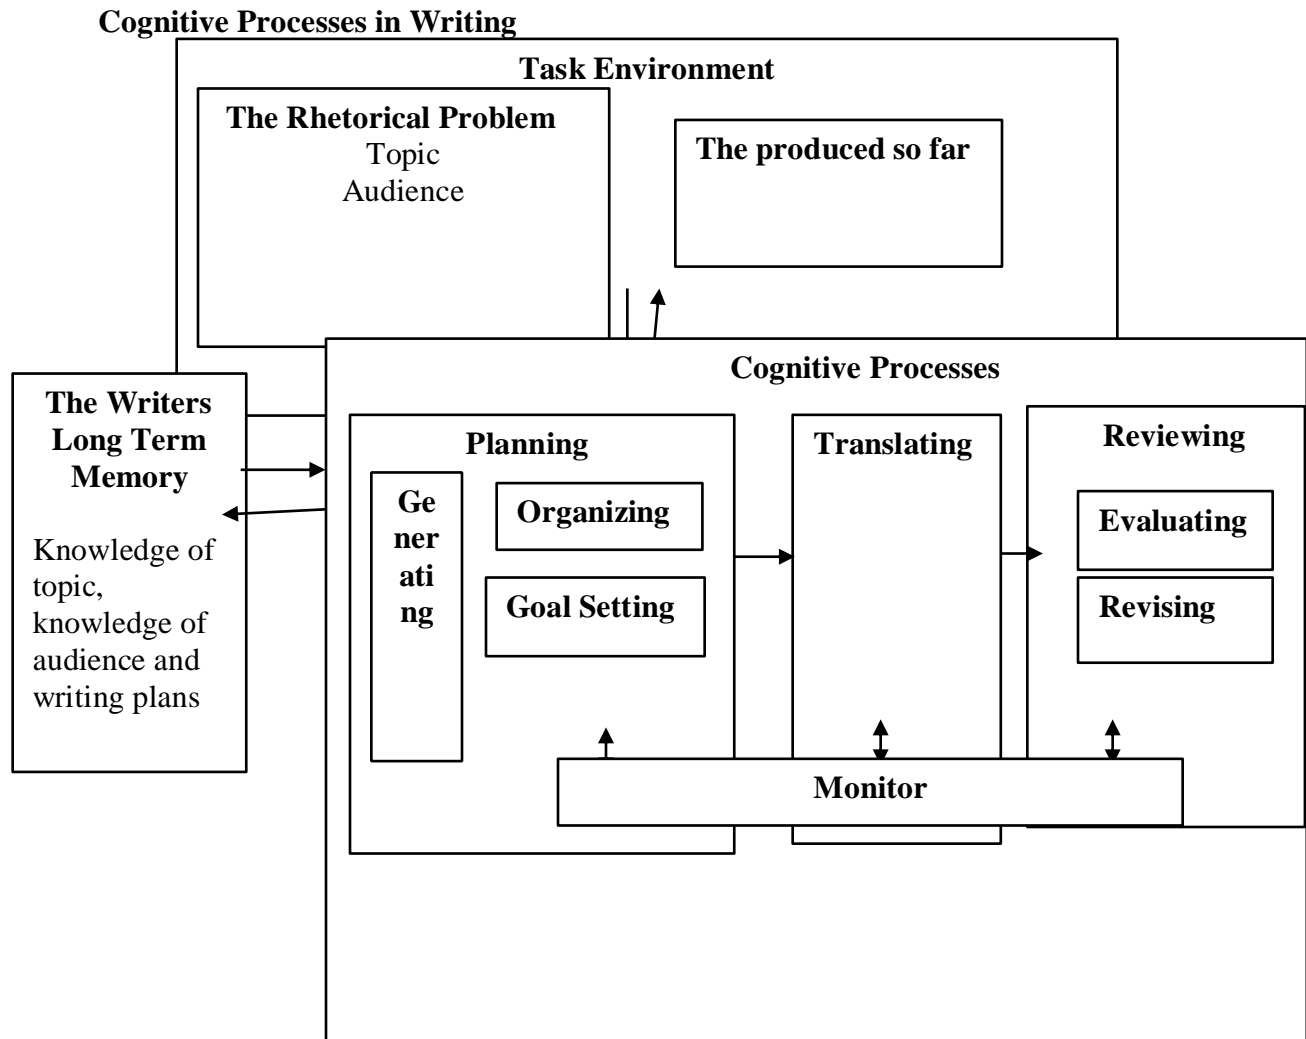 Cognitive Processes in Writing
Task Environment
The Rhetorical Problem
Topic
Audience
The produced so far
The Writers
Long Term
Memory
Knowledge of
topic,
knowledge of
audience and
writing plans
Cognitive Processes
Planning
Ge
ner
ati
ng
Organizing
Goal Setting
Translating
Reviewing
Evaluating
Revising
Monitor